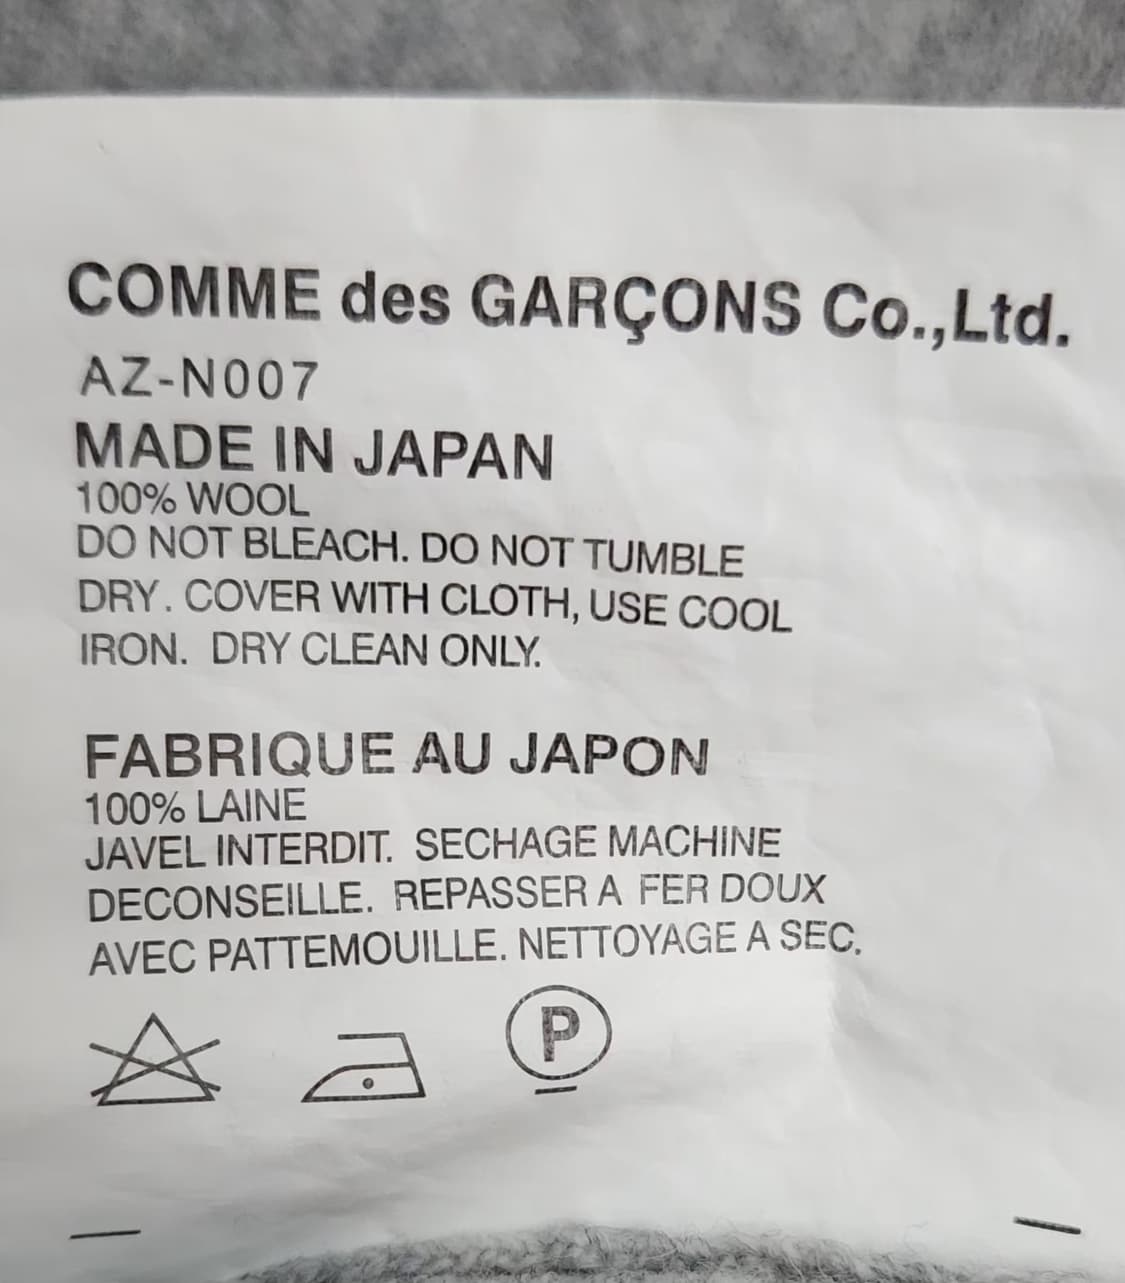 COMME des GARÇONS Co.,Ltd.
AZ-N007
MADE IN JAPAN
100% WOOL
DO NOT BLEACH. DO NOT TUMBLE
DRY. COVER WITH CLOTH, USE COOL
IRON. DRY CLEAN ONLY.
FABRIQUE AU JAPON
100% LAINE
JAVEL INTERDIT. SECHAGE MACHINE
DECONSEILLE. REPASSER A FER DOUX
AVEC PATTEMOUILLE. NETTOYAGE A SEC.
P